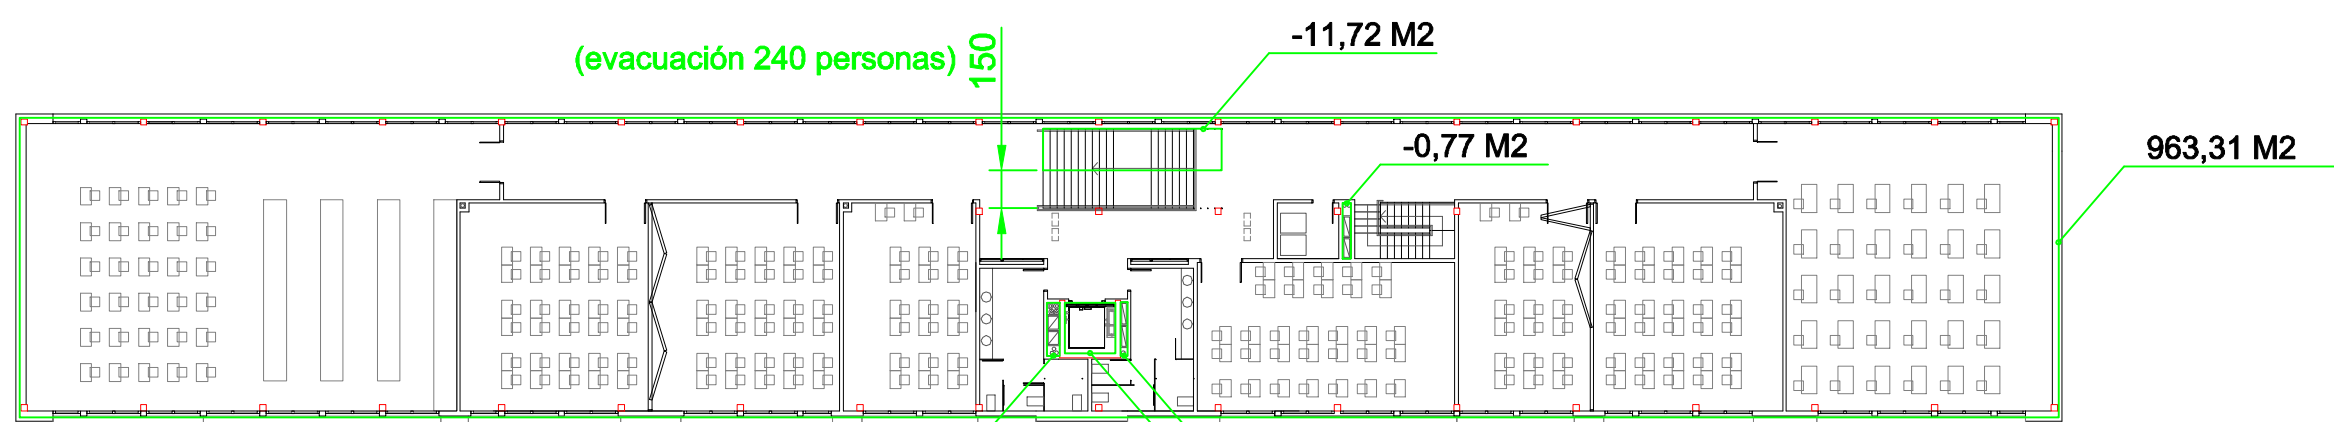 -11,72 M2
(evacuación 240 personas)
150
-0,77 M2
963,31 M2